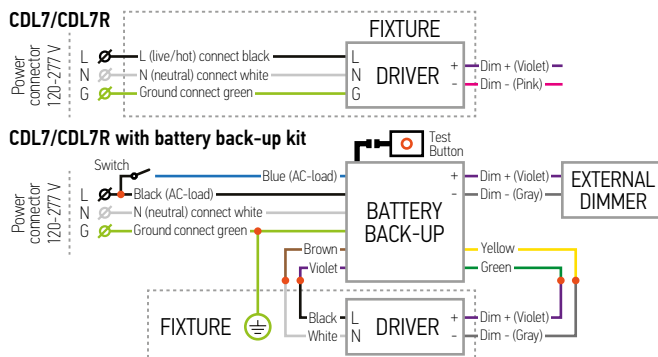 CDL7/CDL7R
FIXTURE
Power connector 120-277 V
L L (live/hot) connect black L
N N (neutral) connect white N
G Ground connect green G
DRIVER
+ Dim + (Violet)
- Dim - (Pink)
CDL7/CDL7R with battery back-up kit
Test
Button
Switch
Blue (AC-load)
Power connector 120-277 V
L Black (AC-load)
N N (neutral) connect white
G Ground connect green
BATTERY
BACK-UP
+ Dim + (Violet)
- Dim - (Gray)
EXTERNAL
DIMMER
Brown
Violet
Yellow
Green
FIXTURE
Black L
White N
DRIVER
+ Dim + (Violet)
- Dim - (Gray)